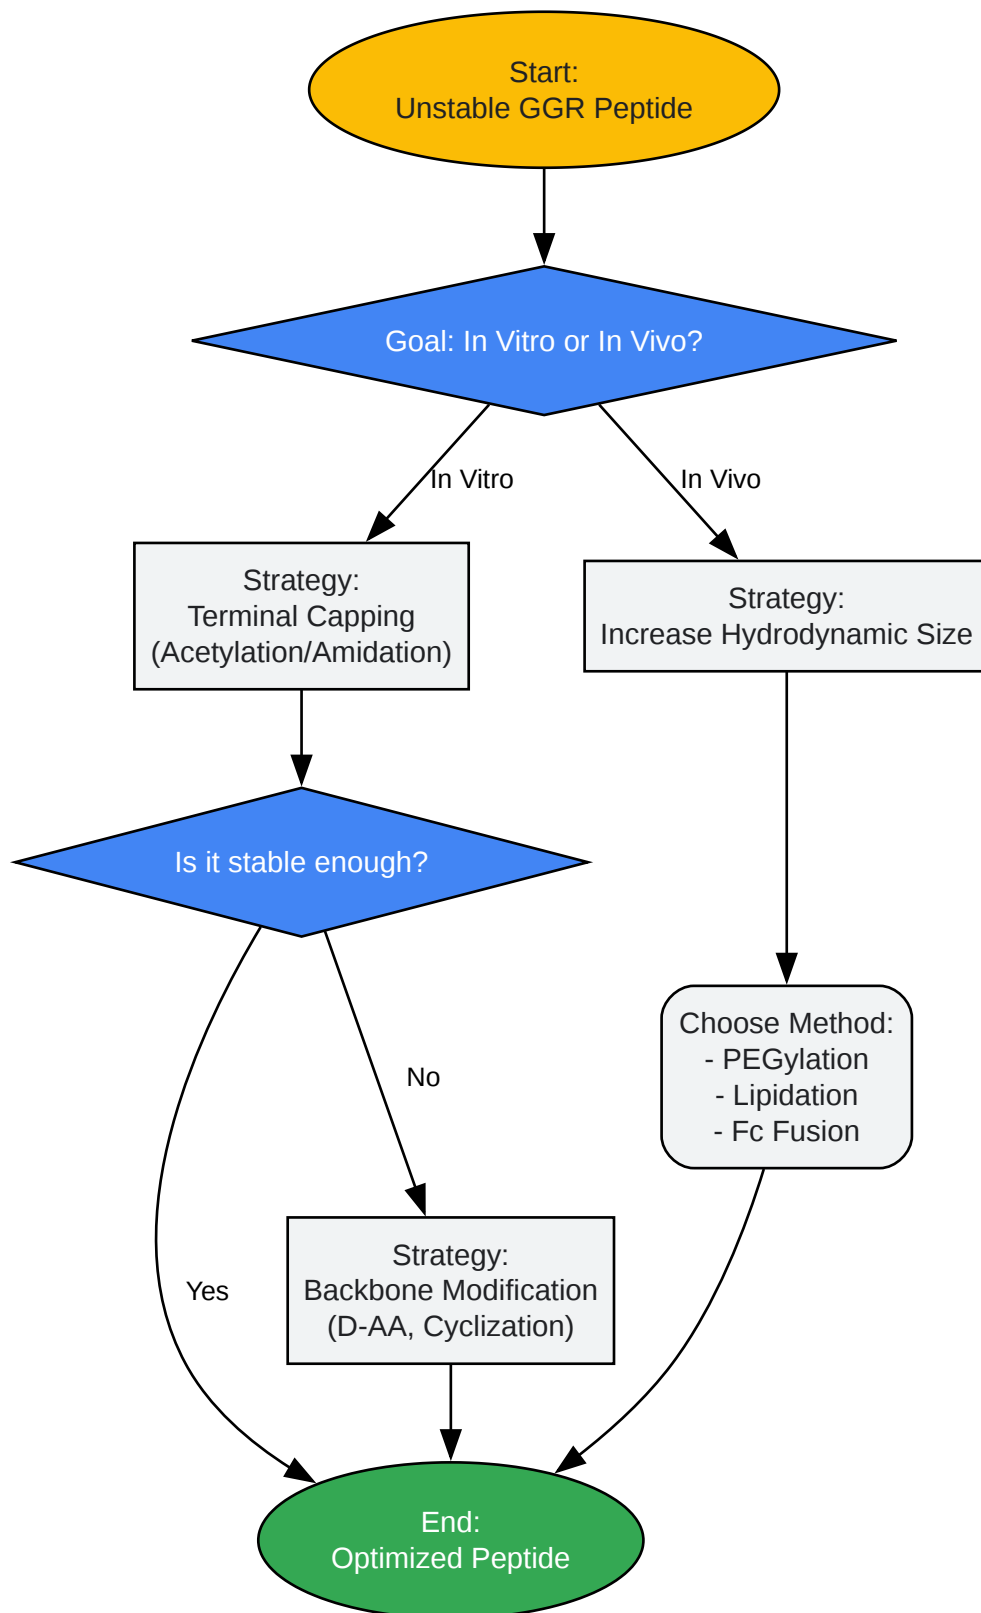 Start:
Unstable GGR Peptide
Goal: In Vitro or In Vivo?
In Vitro
In Vivo
Strategy:
Terminal Capping
(Acetylation/Amidation)
Strategy:
Increase Hydrodynamic Size
Is it stable enough?
Choose Method:
- PEGylation
- Lipidation
- Fc Fusion
No
Yes
Strategy:
Backbone Modification
(D-AA, Cyclization)
End:
Optimized Peptide